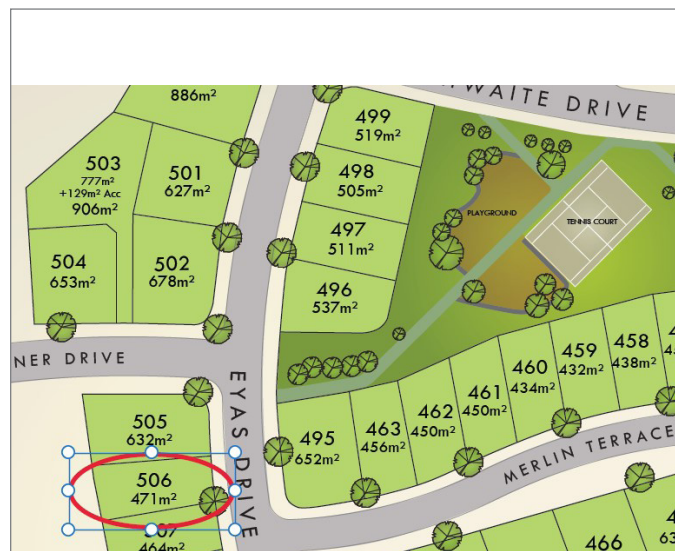 886m²
499
519m²
WAITE DRIVE
503
777m²
+129m² Acc
906m²
501
627m²
498
505m²
PLAYGROUND
TENNIS COURT
497
511m²
504
653m²
502
678m²
496
537m²
NER DRIVE
EYAS DRIVE
458
438m²
459
432m²
460
434m²
461
450m²
462
450m²
463
456m²
495
652m²
505
632m²
MERLIN TERRACE
506
471m²
507
464m²
466